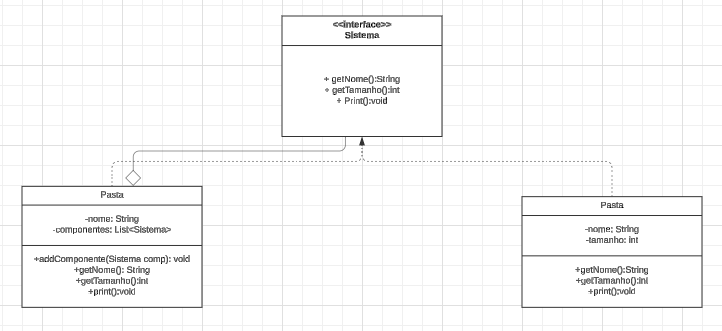 <<interface>>
Sistema
+ getNome():String
+ getTamanho():int
+ Print():void
Pasta
-nome: String
-componentes: List<Sistema>
+addComponente(Sistema comp): void
+getNome(): String
+getTamanho():int
+print():void
Pasta
-nome: String
-tamanho: int
+getNome():String
+getTamanho():int
+print():void